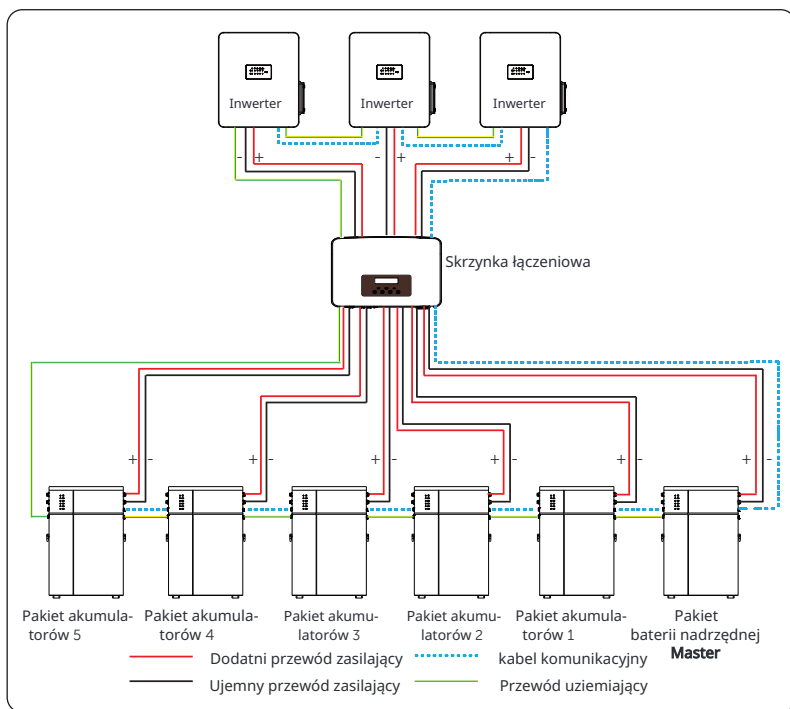 Inwerter
Inwerter
Inwerter
- +
- +
+ -
Skrzynka łączeniowa
+ -
+ -
+ -
+ -
+ -
+ -
Pakiet akumula-
torów 5
Pakiet akumula-
torów 4
Pakiet akumu-
latorów 3
Pakiet akumu-
latorów 2
Pakiet akumula-
torów 1
Pakiet
baterii nadrzędnej
Master
Dodatni przewód zasilający
kabel komunikacyjny
Ujemny przewód zasilający
Przewód uziemiający